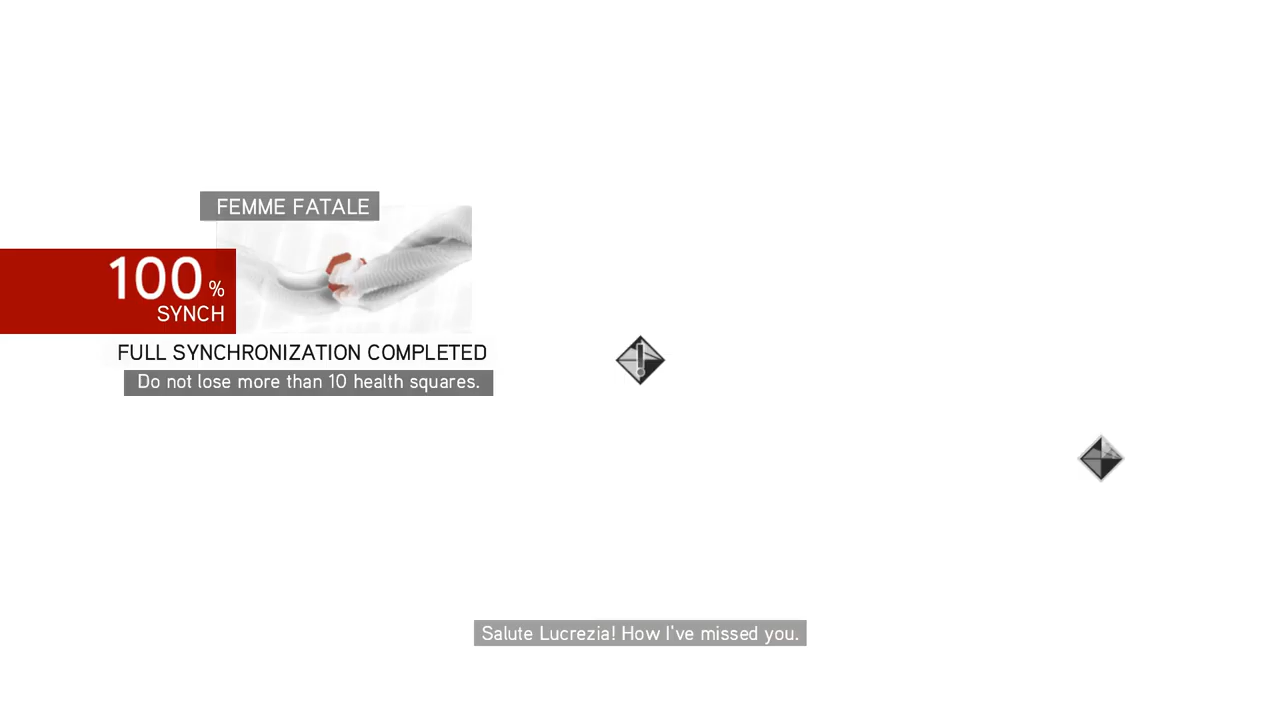 FEMME FATALE
100 %
SYNCH
FULL SYNCHRONIZATION COMPLETED
Do not lose more than 10 health squares.
Salute Lucrezia! How I've missed you.